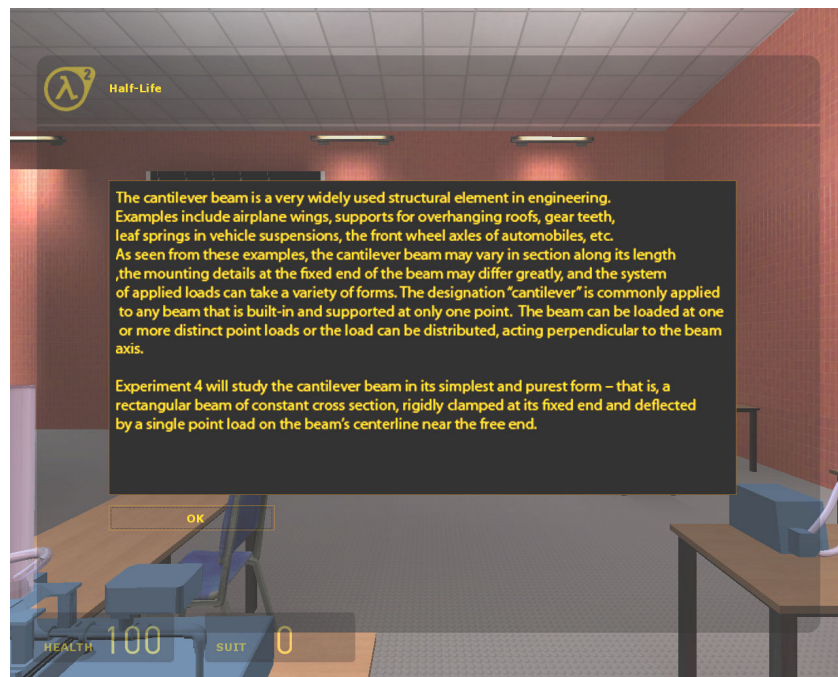 λ2
Half-Life
The cantilever beam is a very widely used structural element in engineering.
Examples include airplane wings, supports for overhanging roofs, gear teeth,
leaf springs in vehicle suspensions, the front wheel axles of automobiles, etc.
As seen from these examples, the cantilever beam may vary in section along its length
,the mounting details at the fixed end of the beam may differ greatly, and the system
of applied loads can take a variety of forms. The designation “cantilever” is commonly applied
to any beam that is built-in and supported at only one point. The beam can be loaded at one
or more distinct point loads or the load can be distributed, acting perpendicular to the beam
axis.
Experiment 4 will study the cantilever beam in its simplest and purest form – that is, a
rectangular beam of constant cross section, rigidly clamped at its fixed end and deflected
by a single point load on the beam’s centerline near the free end.
OK
HEALTH 100 SUIT 0